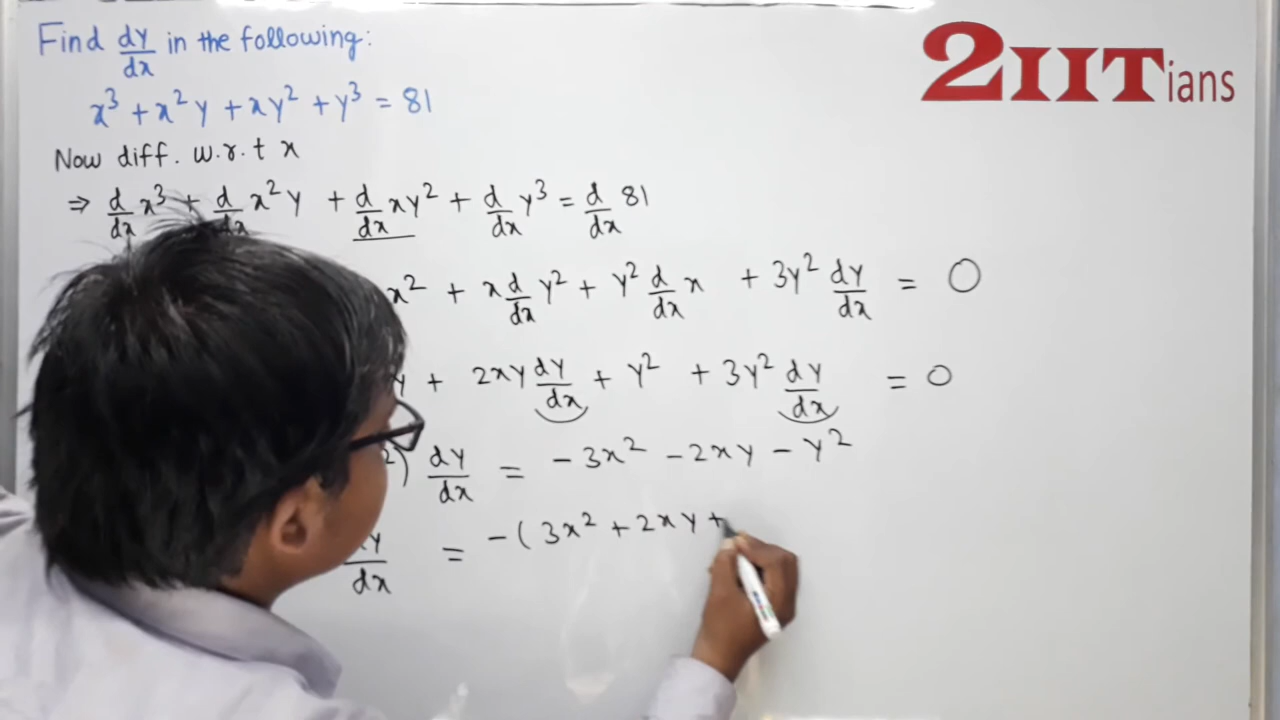 Find dy/dx in the following:
2IITians
x³ + x²y + xy² + y³ = 81
Now diff. w.r.t x
⇒ d/dx x³ + d/dx x²y + d/dx xy² + d/dx y³ = d/dx 81
x² + x d/dx y² + y² d/dx x + 3y² dy/dx = 0
y + 2xy dy/dx + y² + 3y² dy/dx = 0
²) dy/dx = -3x² - 2xy - y²
dy/dx = -(3x² + 2xy +